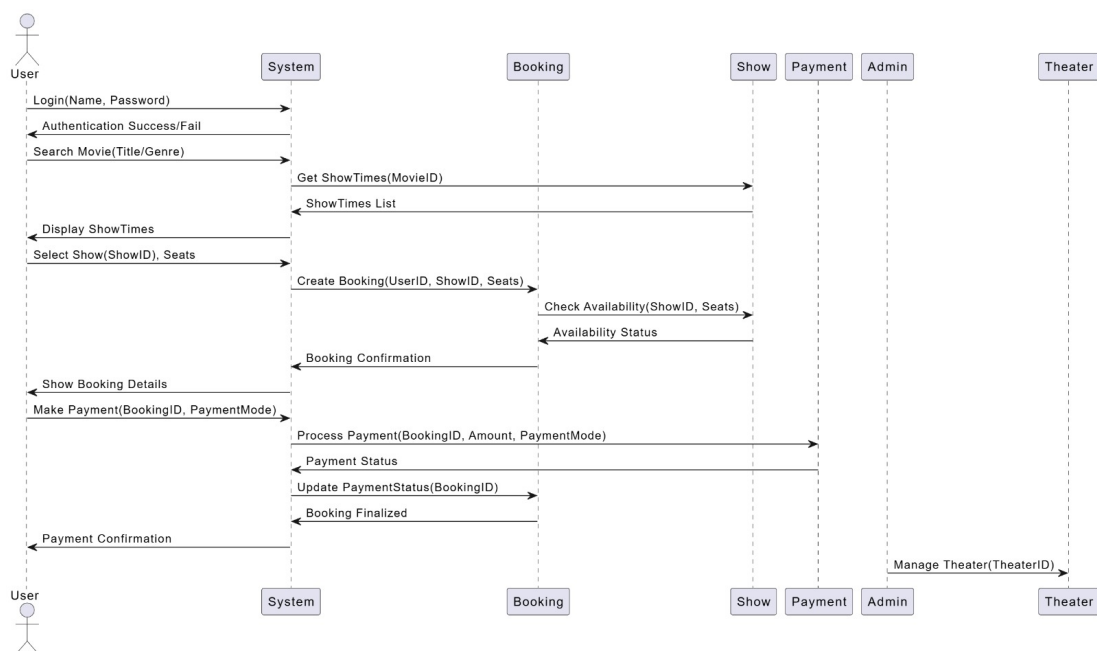 User
System
Booking
Show
Payment
Admin
Theater
Login(Name, Password)
Authentication Success/Fail
Search Movie(Title/Genre)
Get ShowTimes(MovieID)
ShowTimes List
Display ShowTimes
Select Show(ShowID), Seats
Create Booking(UserID, ShowID, Seats)
Check Availability(ShowID, Seats)
Availability Status
Booking Confirmation
Show Booking Details
Make Payment(BookingID, PaymentMode)
Process Payment(BookingID, Amount, PaymentMode)
Payment Status
Update PaymentStatus(BookingID)
Booking Finalized
Payment Confirmation
Manage Theater(TheaterID)
User
System
Booking
Show
Payment
Admin
Theater